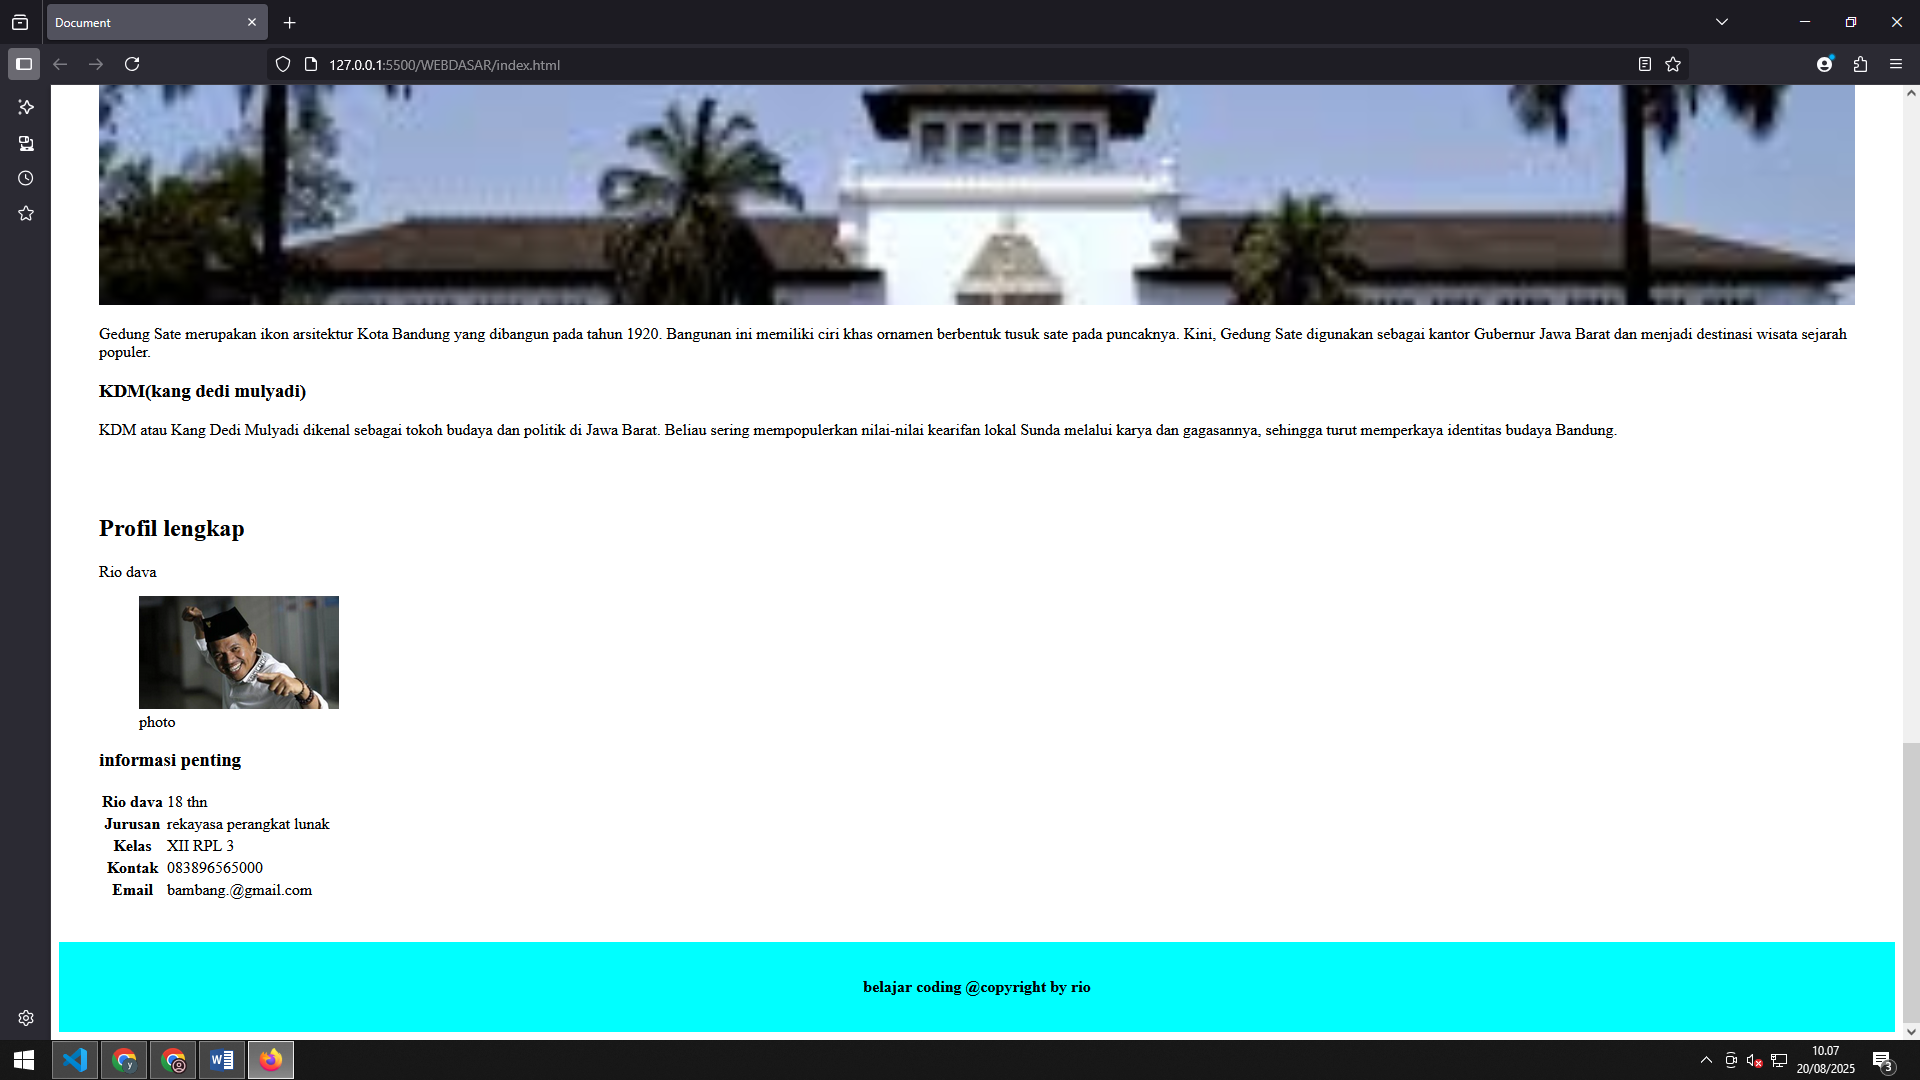 Document
127.0.0.1:5500/WEBDASAR/index.html
Gedung Sate merupakan ikon arsitektur Kota Bandung yang dibangun pada tahun 1920. Bangunan ini memiliki ciri khas ornamen berbentuk tusuk sate pada puncaknya. Kini, Gedung Sate digunakan sebagai kantor Gubernur Jawa Barat dan menjadi destinasi wisata sejarah
populer.
KDM(kang dedi mulyadi)
KDM atau Kang Dedi Mulyadi dikenal sebagai tokoh budaya dan politik di Jawa Barat. Beliau sering mempopulerkan nilai-nilai kearifan lokal Sunda melalui karya dan gagasannya, sehingga turut memperkaya identitas budaya Bandung.
Profil lengkap
Rio dava
photo
informasi penting
Rio dava 18 thn
Jurusan rekayasa perangkat lunak
Kelas XII RPL 3
Kontak 083896565000
Email bambang.@gmail.com
belajar coding @copyright by rio
10.07
20/08/2025
3